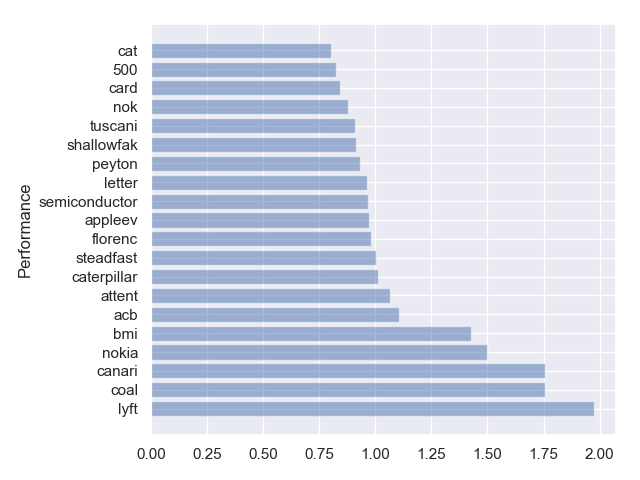 cat
500
card
nok
tuscani
shallowfak
peyton
letter
semiconductor
appleev
florenc
steadfast
caterpillar
attent
acb
bmi
nokia
canari
coal
lyft
Performance
0.00 0.25 0.50 0.75 1.00 1.25 1.50 1.75 2.00